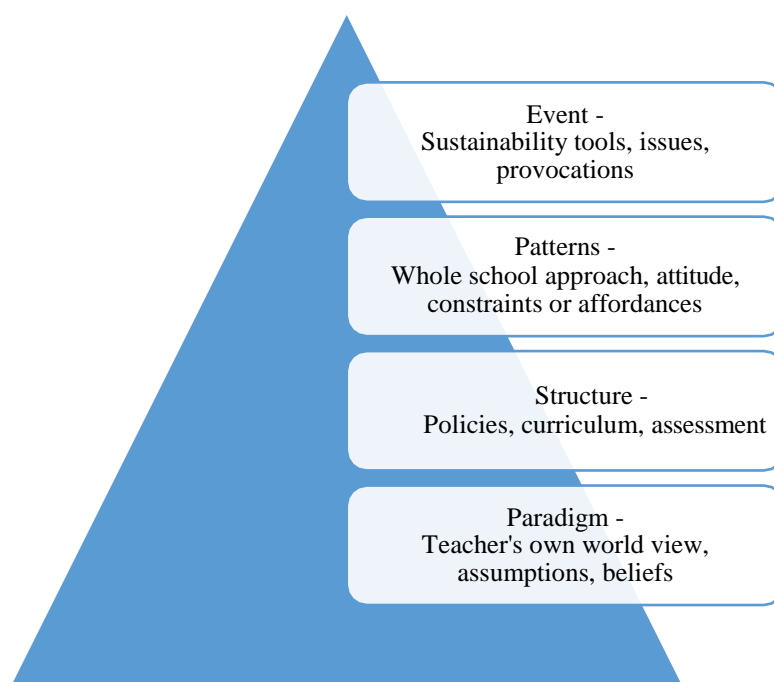 Event -
Sustainability tools, issues,
provocations
Patterns -
Whole school approach, attitude,
constraints or affordances
Structure -
Policies, curriculum, assessment
Paradigm -
Teacher's own world view,
assumptions, beliefs